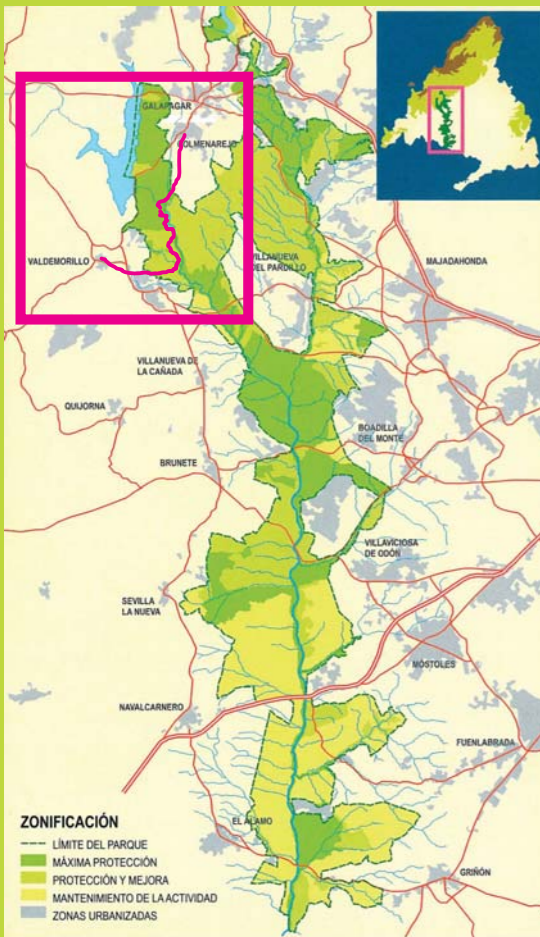 GALAPAGAR
COLMENAREJO
VALDEMORILLO
VILLANUEVA
DEL PARDILLO
MAJADAHONDA
VILLANUEVA DE
LA CAÑADA
QUIJORNA
BOADILLA
DEL MONTE
BRUNETE
VILLAVICIOSA
DE ODÓN
SEVILLA
LA NUEVA
MÓSTOLES
NAVALCARNERO
FUENLABRADA
EL ÁLAMO
GRIÑÓN
ZONIFICACIÓN
LÍMITE DEL PARQUE
MÁXIMA PROTECCIÓN
PROTECCIÓN Y MEJORA
MANTENIMIENTO DE LA ACTIVIDAD
ZONAS URBANIZADAS